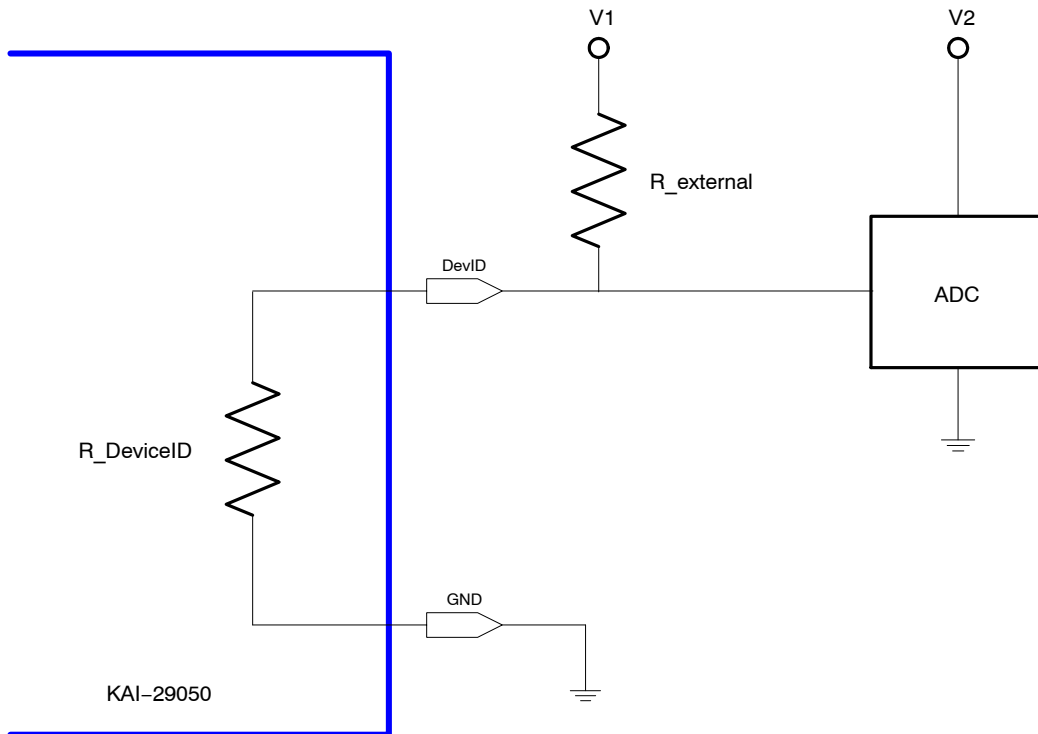 V1
V2
R_external
DevID
ADC
R_DeviceID
GND
KAI−29050